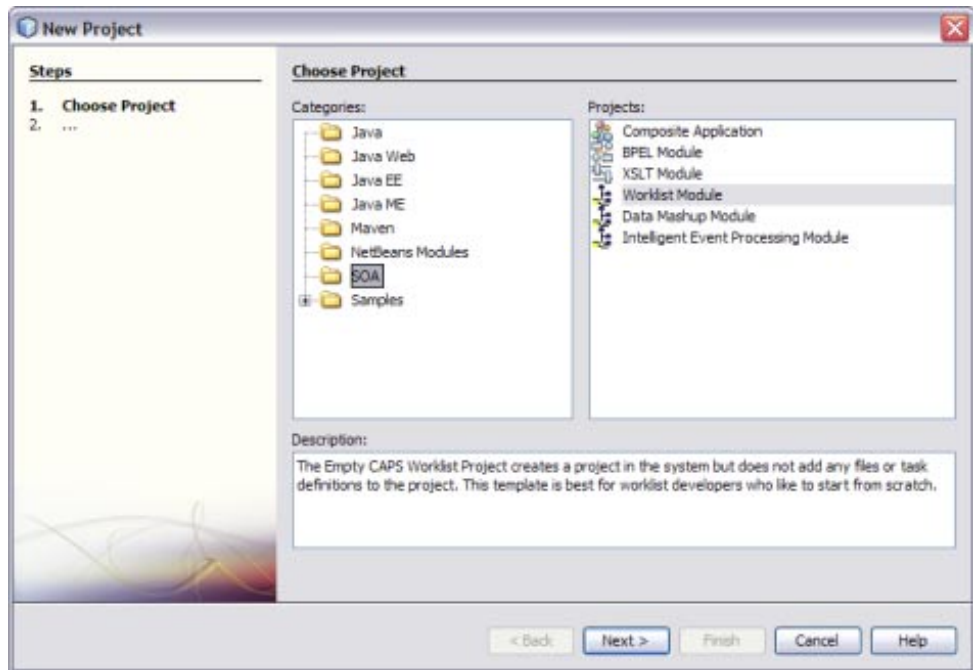 New Project
Steps
1. Choose Project
2. ...
Choose Project
Categories:
Java
Java Web
Java EE
Java ME
Maven
NetBeans Modules
SOA
Samples
Projects:
Composite Application
BPEL Module
XSLT Module
Worklist Module
Data Mashup Module
Intelligent Event Processing Module
Description:
The Empty CAPS Worklist Project creates a project in the system but does not add any files or task
definitions to the project. This template is best for worklist developers who like to start from scratch.
< Back
Next >
Finish
Cancel
Help